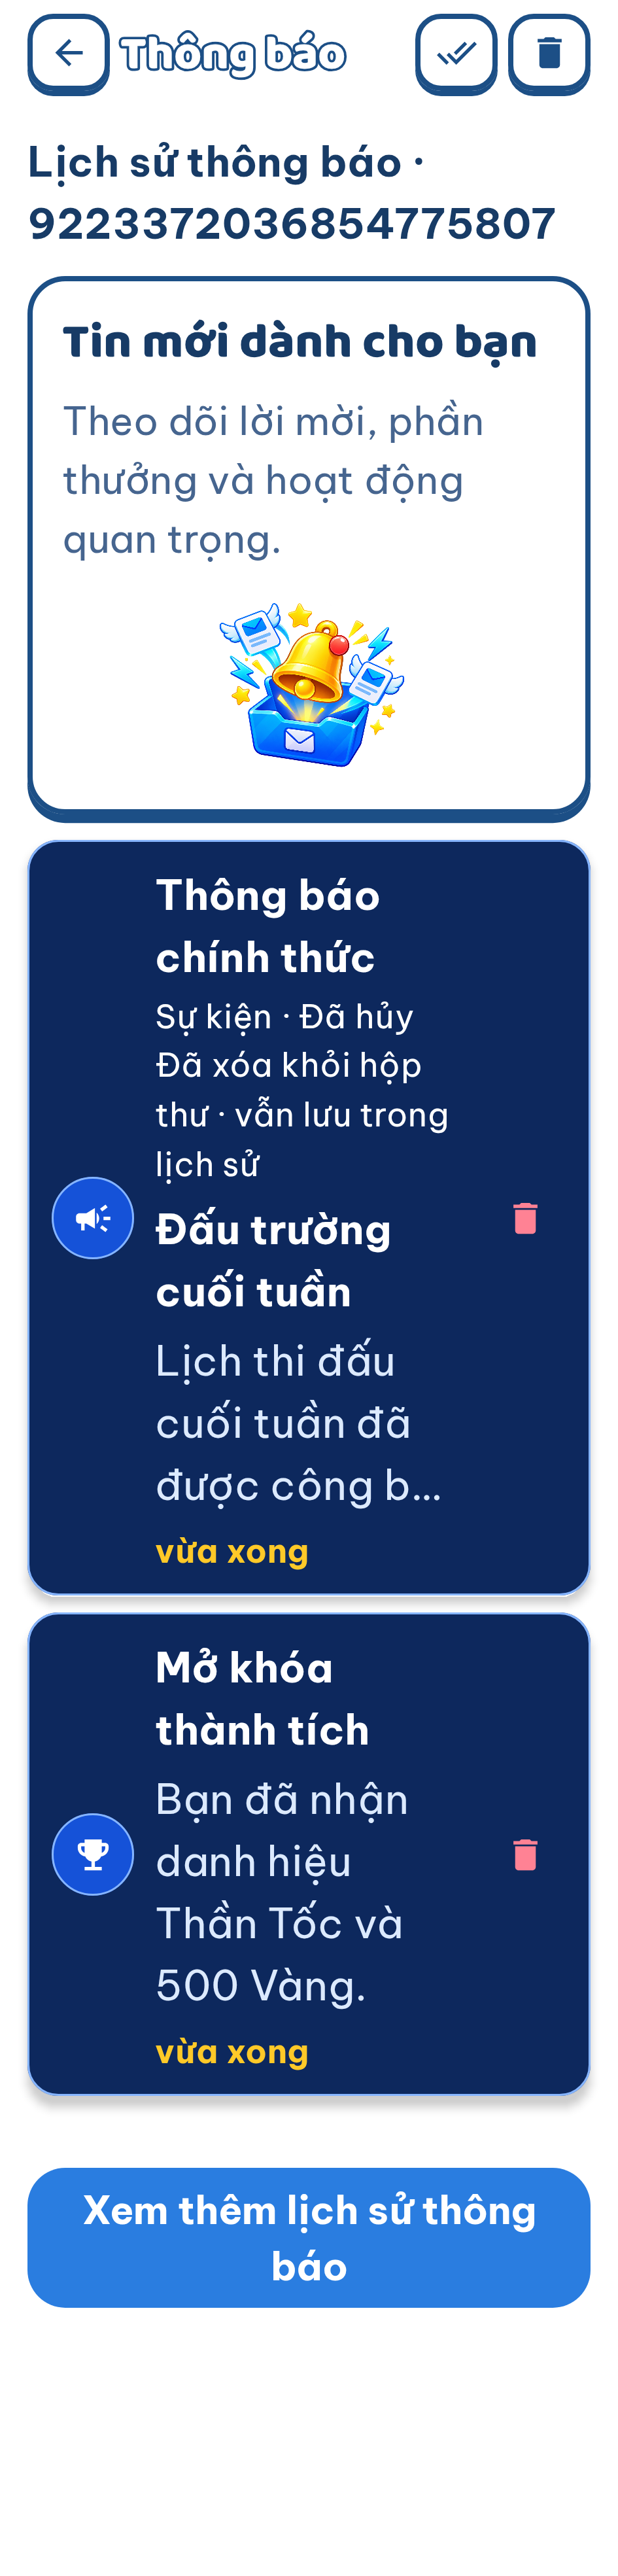 Thông báo
Lịch sử thông báo ·
9223372036854775807
Tin mới dành cho bạn
Theo dõi lời mời, phần
thưởng và hoạt động
quan trọng.
Thông báo
chính thức
Sự kiện · Đã hủy
Đã xóa khỏi hộp
thư · vẫn lưu trong
lịch sử
Đấu trường
cuối tuần
Lịch thi đấu
cuối tuần đã
được công b...
vừa xong
Mở khóa
thành tích
Bạn đã nhận
danh hiệu
Thần Tốc và
500 Vàng.
vừa xong
Xem thêm lịch sử thông
báo